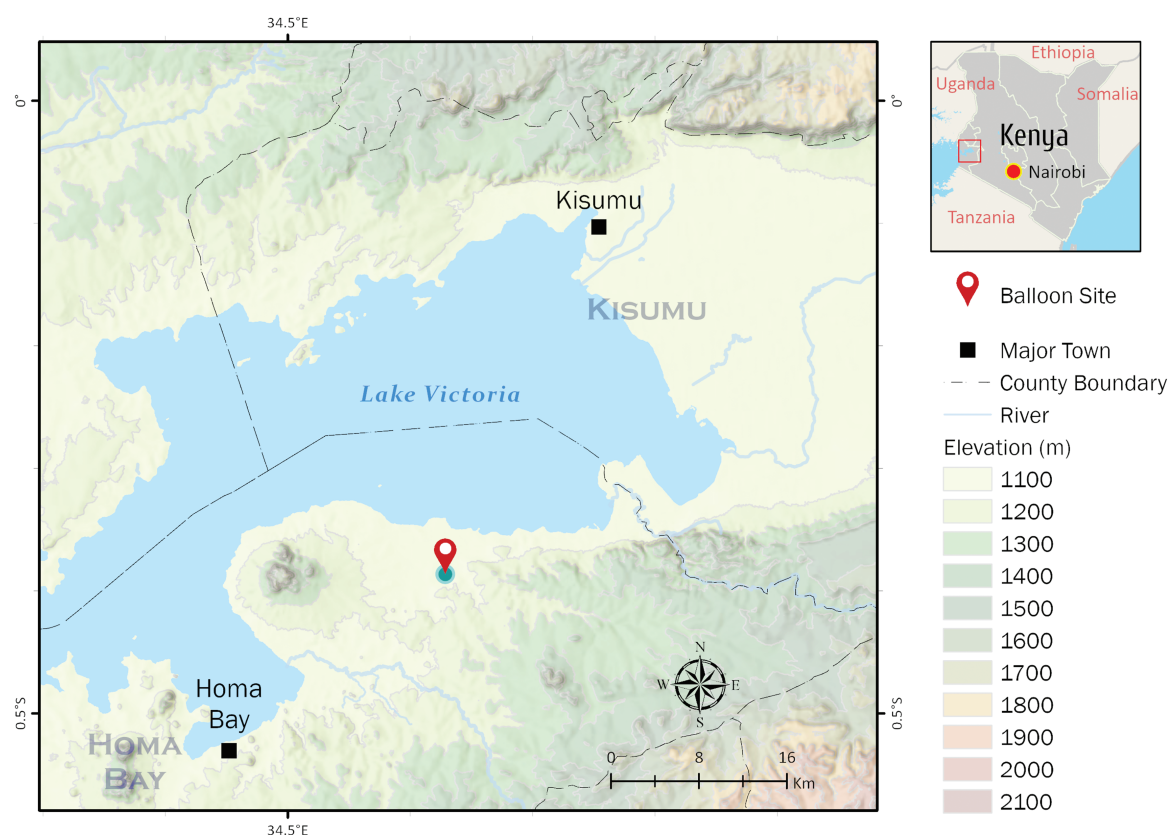 34.5°E
0°
0°
Kisumu
KISUMU
Lake Victoria
Homa
Bay
HOMA
BAY
N
W
E
S
0.5°S
0.5°S
0
8
16
Km
34.5°E
Ethiopia
Uganda
Somalia
Kenya
Nairobi
Tanzania
Balloon Site
Major Town
County Boundary
River
Elevation (m)
1100
1200
1300
1400
1500
1600
1700
1800
1900
2000
2100